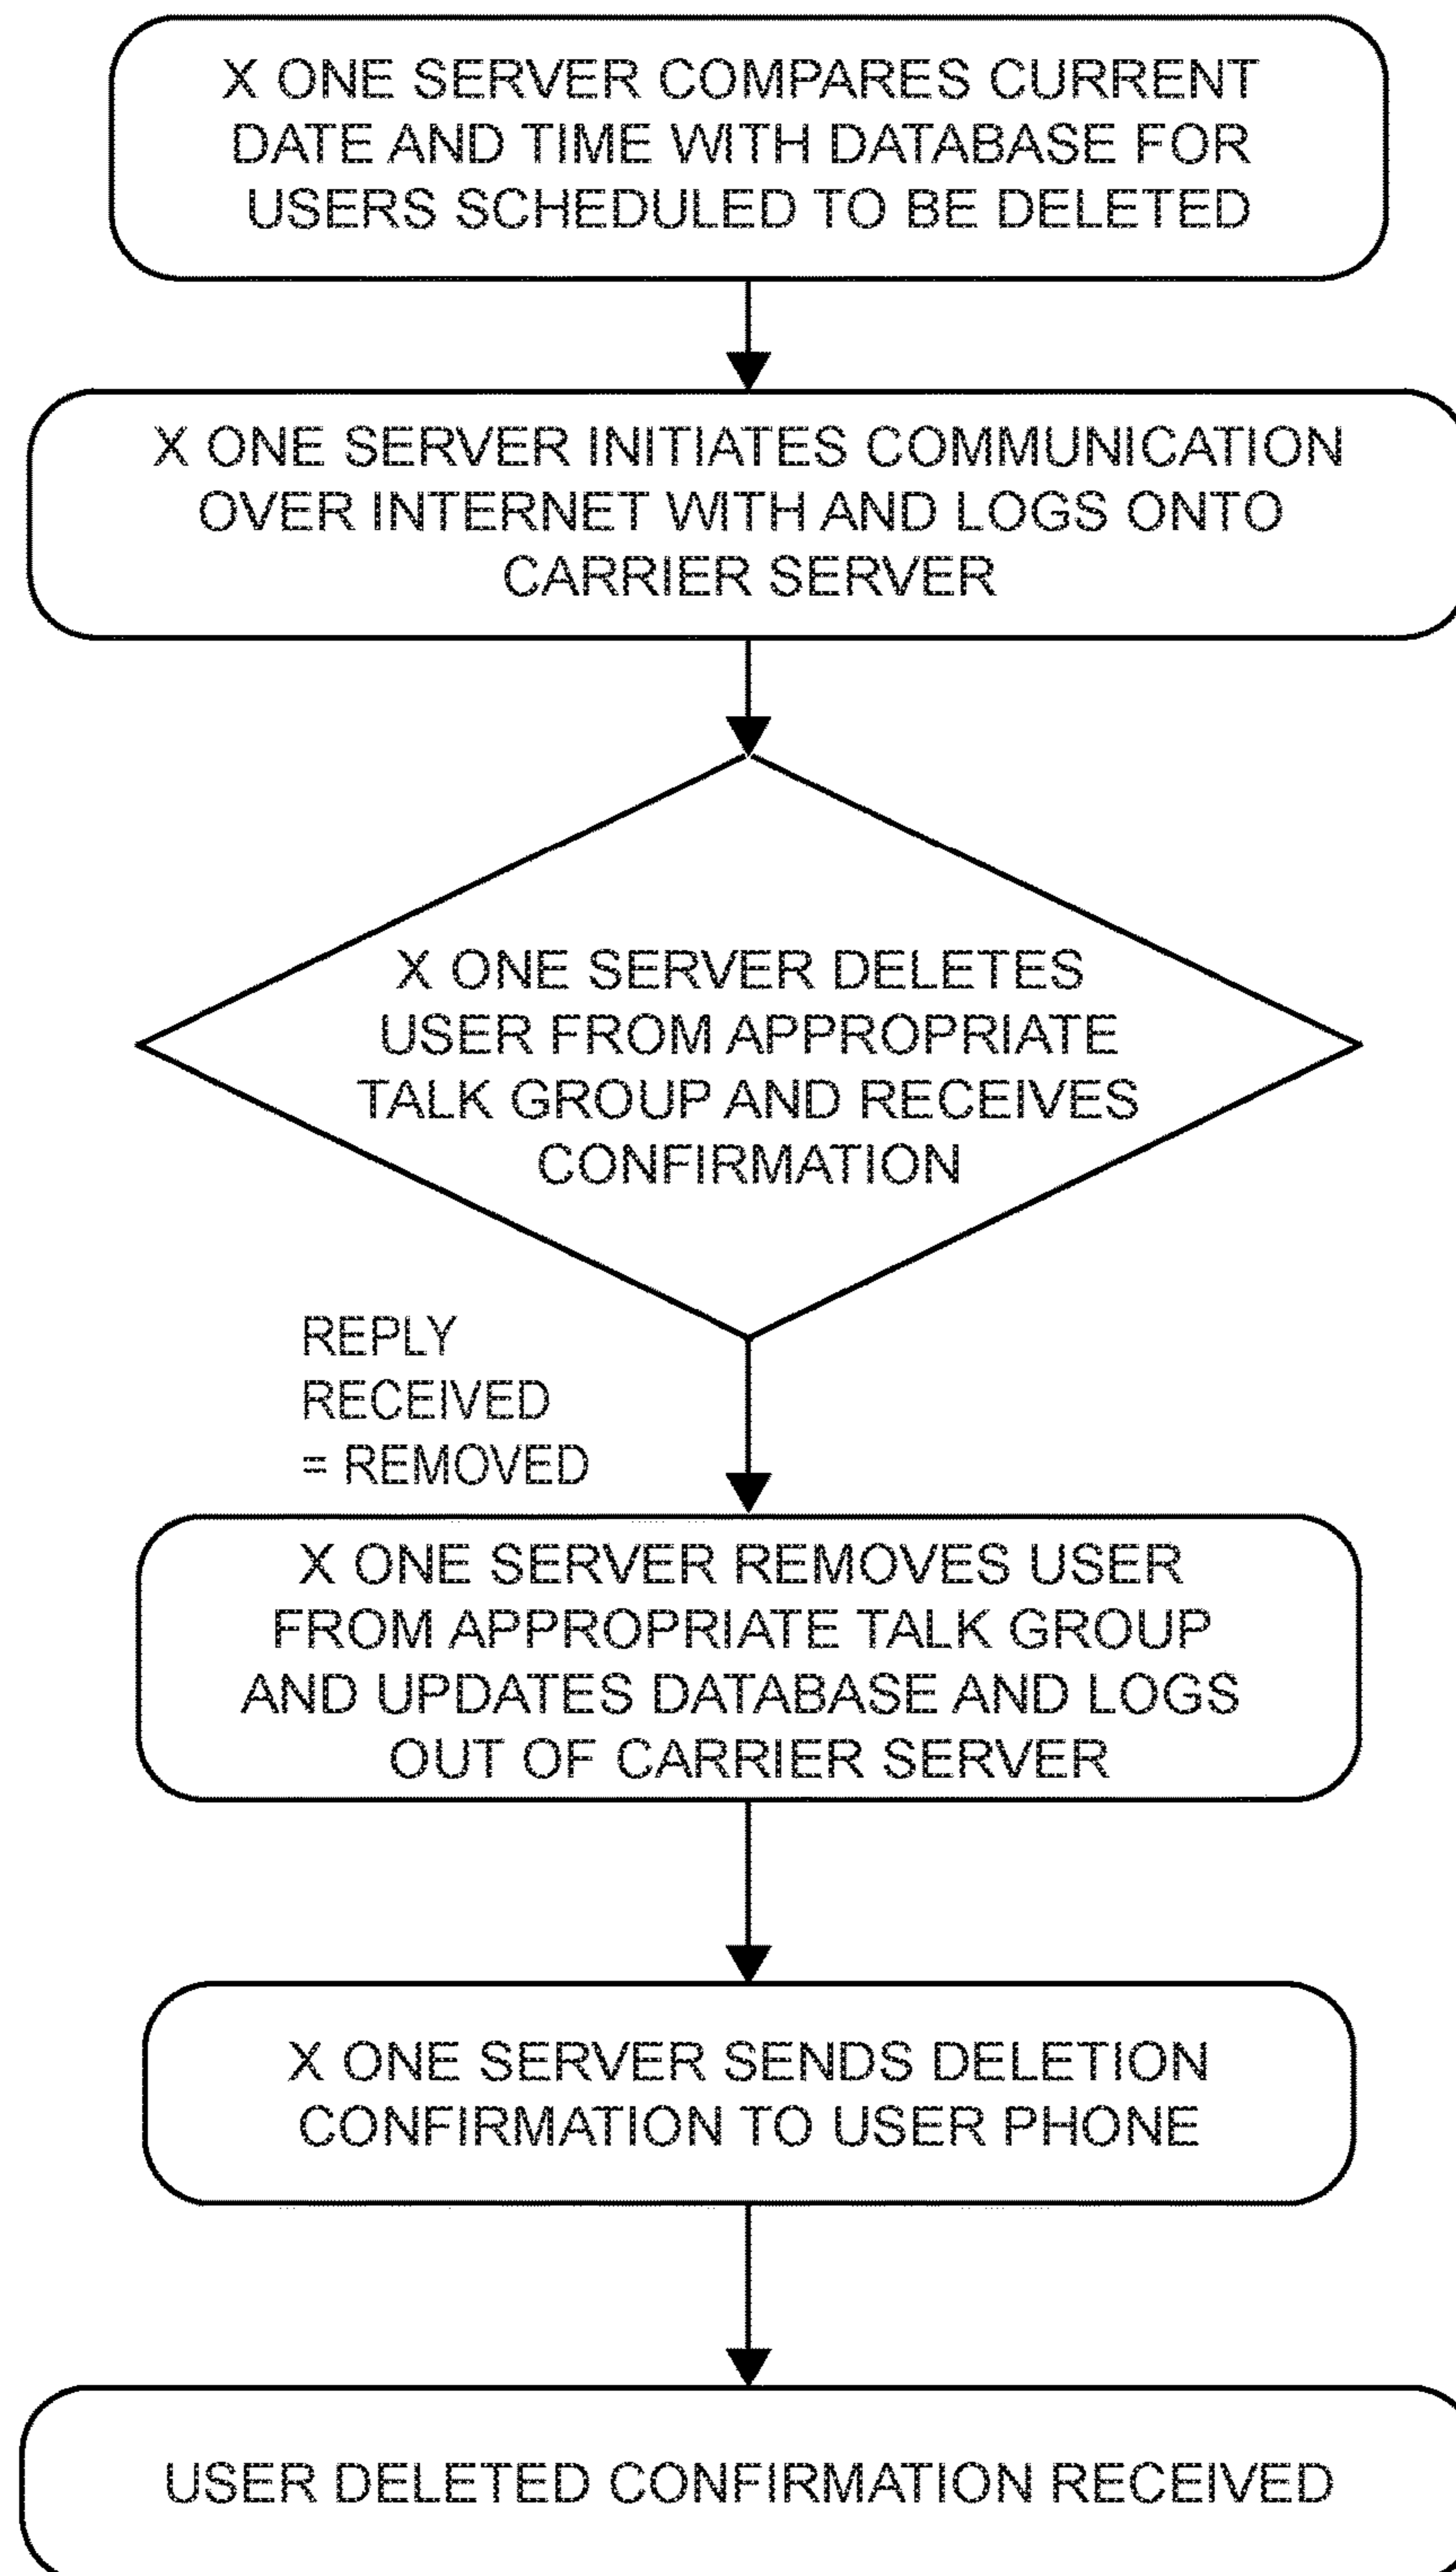 X ONE SERVER COMPARES CURRENT
DATE AND TIME WITH DATABASE FOR
USERS SCHEDULED TO BE DELETED
X ONE SERVER INITIATES COMMUNICATION
OVER INTERNET WITH AND LOGS ONTO
CARRIER SERVER
X ONE SERVER DELETES
USER FROM APPROPRIATE
TALK GROUP AND RECEIVES
CONFIRMATION
REPLY
RECEIVED
= REMOVED
X ONE SERVER REMOVES USER
FROM APPROPRIATE TALK GROUP
AND UPDATES DATABASE AND LOGS
OUT OF CARRIER SERVER
X ONE SERVER SENDS DELETION
CONFIRMATION TO USER PHONE
USER DELETED CONFIRMATION RECEIVED